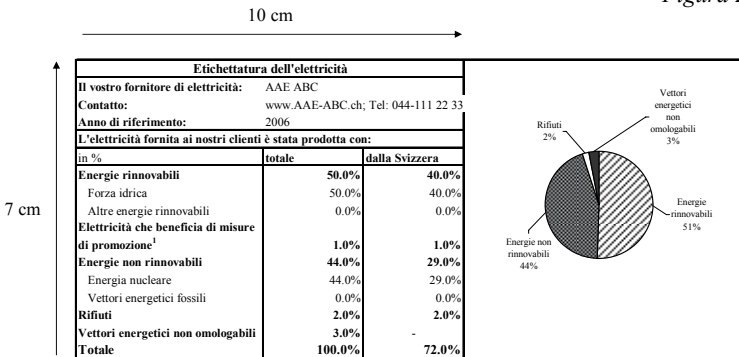 10 cm
7 cm
Etichettatura dell'elettricità
Il vostro fornitore di elettricità: AAE ABC
Contatto: www.AAE-ABC.ch; Tel: 044-111 22 33
Anno di riferimento: 2006
L'elettricità fornita ai nostri clienti è stata prodotta con:
in % totale dalla Svizzera
Energie rinnovabili 50.0% 40.0%
Forza idrica 50.0% 40.0%
Altre energie rinnovabili 0.0% 0.0%
Elettricità che beneficia di misure
di promozione¹ 1.0% 1.0%
Energie non rinnovabili 44.0% 29.0%
Energia nucleare 44.0% 29.0%
Vettori energetici fossili 0.0% 0.0%
Rifiuti 2.0% 2.0%
Vettori energetici non omologabili 3.0% -
Totale 100.0% 72.0%
Vettori
energetici
non
omologabili
3%
Rifiuti
2%
Energie
rinnovabili
51%
Energie non
rinnovabili
44%